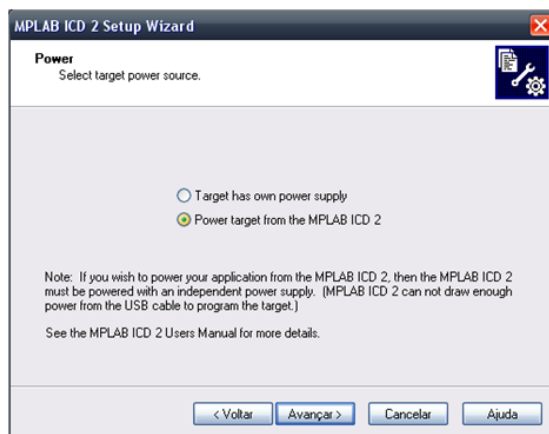 MPLAB ICD 2 Setup Wizard
Power
Select target power source.
Target has own power supply
Power target from the MPLAB ICD 2
Note: If you wish to power your application from the MPLAB ICD 2, then the MPLAB ICD 2
must be powered with an independent power supply. (MPLAB ICD 2 can not draw enough
power from the USB cable to program the target.)
See the MPLAB ICD 2 Users Manual for more details.
< Voltar
Avançar >
Cancelar
Ajuda